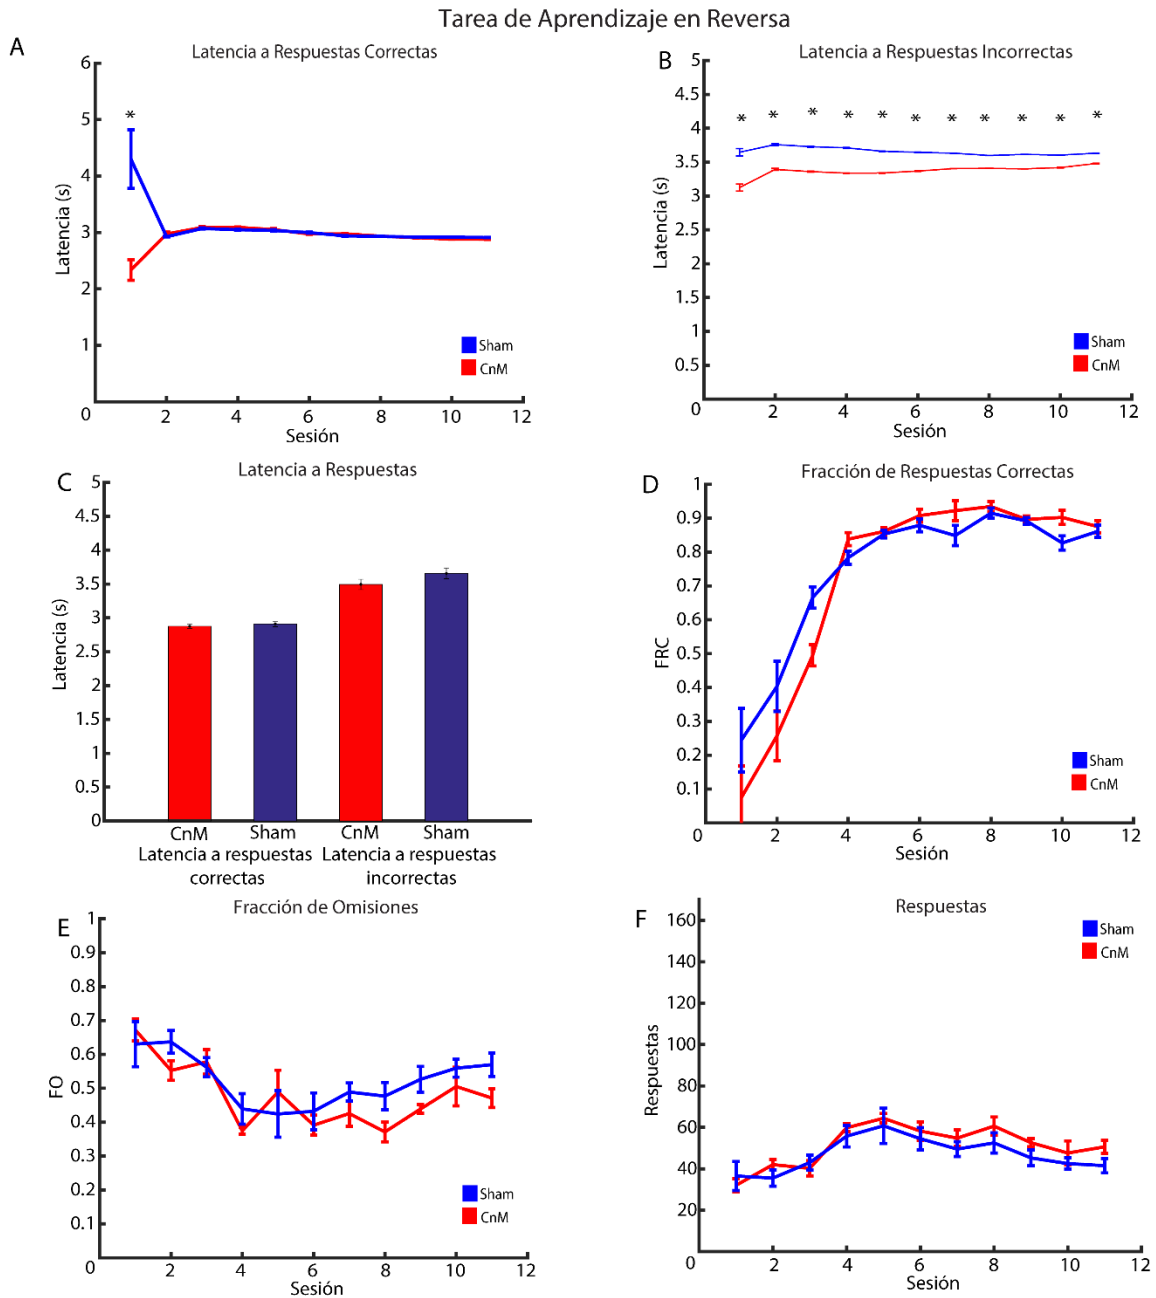 Tarea de Aprendizaje en Reversa
A
Latencia a Respuestas Correctas
6
5
4
3
2
1
0
2
4
6
8
10
12
*
Latencia (s)
Sesión
Sham
CnM
B
Latencia a Respuestas Incorrectas
5
4.5
4
3.5
3
2.5
2
1.5
1
0.5
0
2
4
6
8
10
12
* * * * * * * * * * *
Latencia (s)
Sesión
Sham
CnM
C
Latencia a Respuestas
5
4.5
4
3.5
3
2.5
2
1.5
1
0.5
0
Latencia (s)
CnM Sham CnM Sham
Latencia a respuestas
correctas
Latencia a respuestas
incorrectas
D
Fracción de Respuestas Correctas
1
0.9
0.8
0.7
0.6
0.5
0.4
0.3
0.2
0.1
0
2
4
6
8
10
12
FRC
Sesión
Sham
CnM
E
Fracción de Omisiones
1
0.9
0.8
0.7
0.6
0.5
0.4
0.3
0.2
0.1
0
2
4
6
8
10
12
FO
Sesión
Sham
CnM
F
Respuestas
160
140
120
100
80
60
40
20
0
2
4
6
8
10
12
Respuestas
Sesión
Sham
CnM